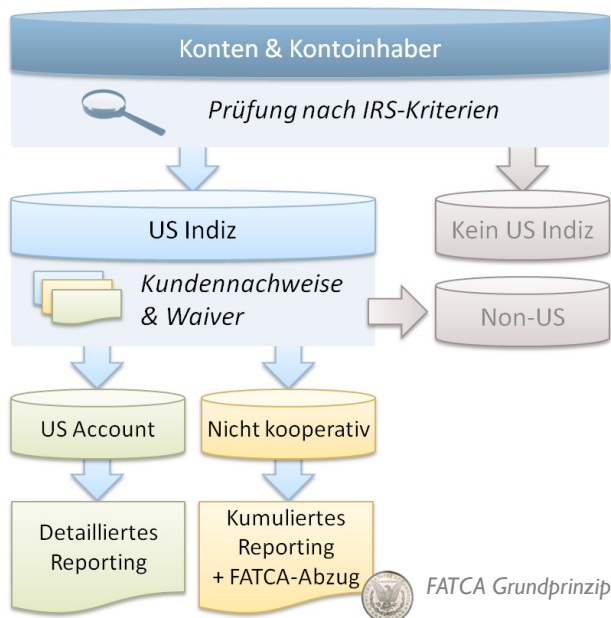 Konten & Kontoinhaber
Prüfung nach IRS-Kriterien
US Indiz
Kein US Indiz
Kundennachweise
& Waiver
Non-US
US Account
Nicht kooperativ
Detailliertes
Reporting
Kumuliertes
Reporting
+ FATCA-Abzug
FATCA Grundprinzip